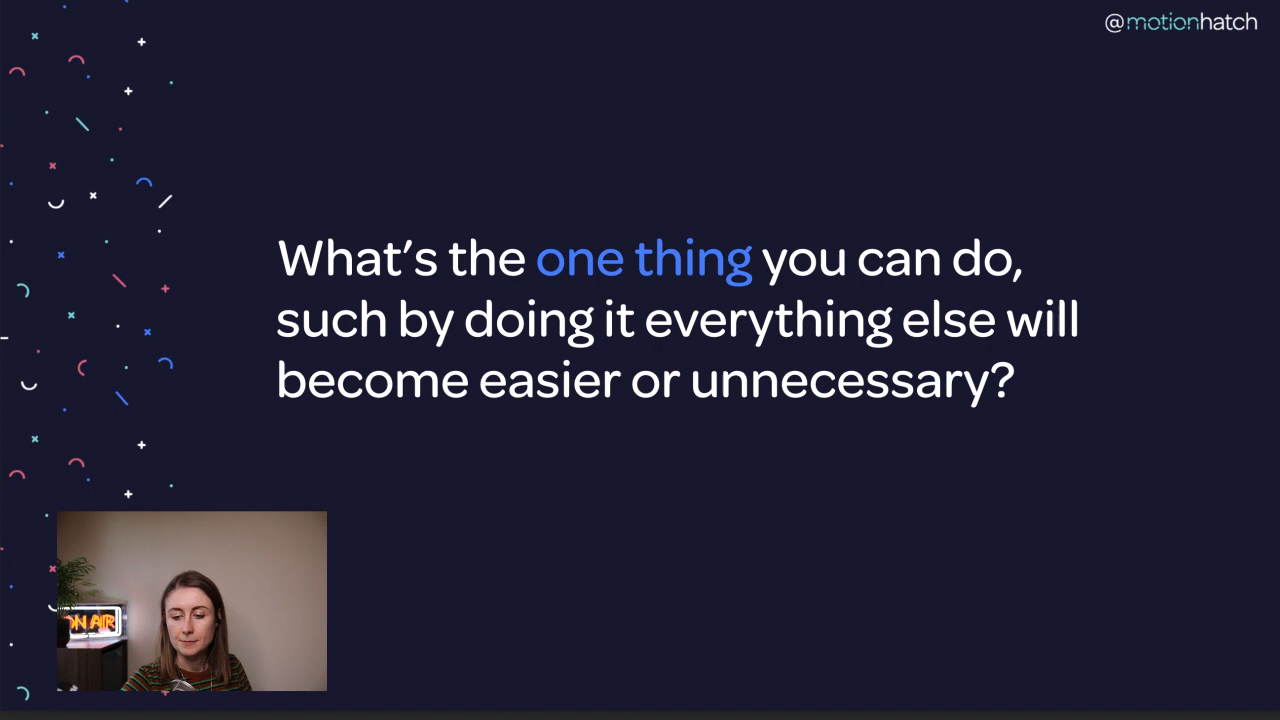 @motionhatch
What's the one thing you can do,
such by doing it everything else will
become easier or unnecessary?
ON AIR